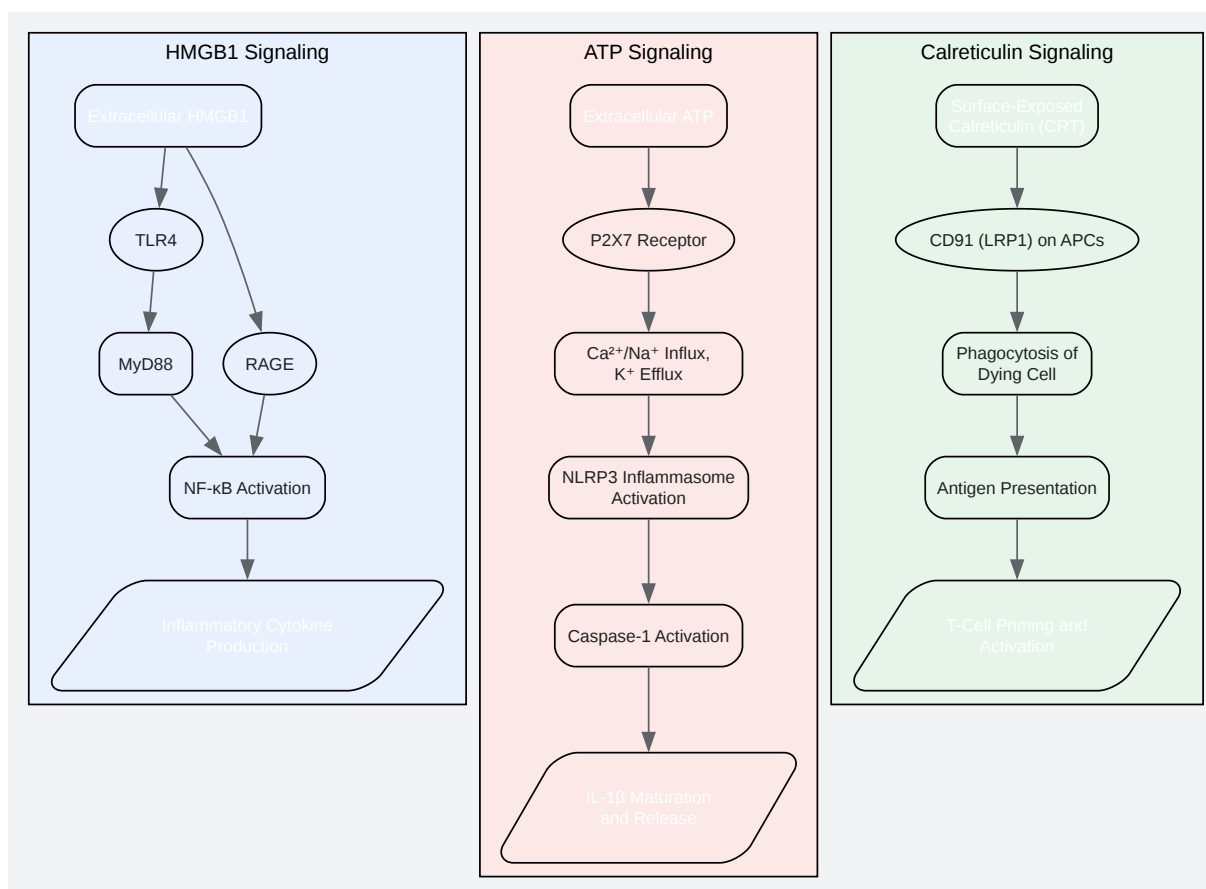 HMGB1 Signaling
Extracellular HMGB1
TLR4
MyD88
RAGE
NF-κB Activation
Inflammatory Cytokine
Production
ATP Signaling
Extracellular ATP
P2X7 Receptor
Ca²⁺/Na⁺ Influx,
K⁺ Efflux
NLRP3 Inflammasome
Activation
Caspase-1 Activation
IL-1β Maturation
and Release
Calreticulin Signaling
Surface-Exposed
Calreticulin (CRT)
CD91 (LRP1) on APCs
Phagocytosis of
Dying Cell
Antigen Presentation
T-Cell Priming and
Activation